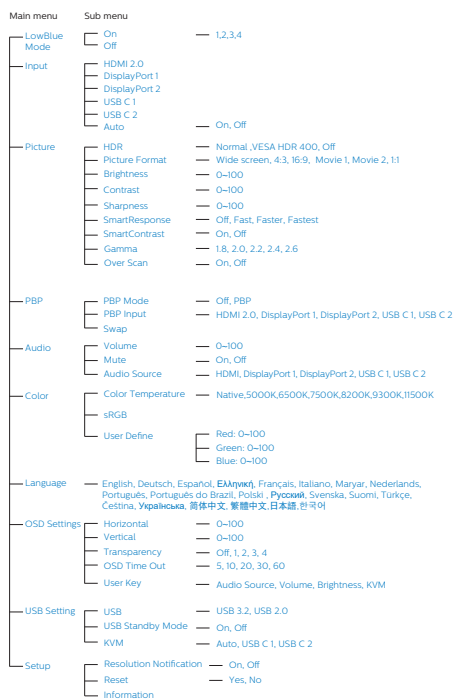 Main menu Sub menu
LowBlue Mode On 1,2,3,4
Off
Input HDMI 2.0
DisplayPort 1
DisplayPort 2
USB C 1
USB C 2
Auto On, Off
Picture HDR Normal ,VESA HDR 400, Off
Picture Format Wide screen, 4:3, 16:9, Movie 1, Movie 2, 1:1
Brightness 0–100
Contrast 0–100
Sharpness 0–100
SmartResponse Off, Fast, Faster, Fastest
SmartContrast On, Off
Gamma 1.8, 2.0, 2.2, 2.4, 2.6
Over Scan On, Off
PBP PBP Mode Off, PBP
PBP Input HDMI 2.0, DisplayPort 1, DisplayPort 2, USB C 1, USB C 2
Swap
Audio Volume 0–100
Mute On, Off
Audio Source HDMI, DisplayPort 1, DisplayPort 2, USB C 1, USB C 2
Color Color Temperature Native,5000K,6500K,7500K,8200K,9300K,11500K
sRGB
User Define Red: 0–100
Green: 0–100
Blue: 0–100
Language English, Deutsch, Español, Ελληνική, Français, Italiano, Maryar, Nederlands,
Português, Português do Brazil, Polski , Русский, Svenska, Suomi, Türkçe,
Čeština, Українська, 简体中文, 繁體中文,日本語,한국어
OSD Settings Horizontal 0–100
Vertical 0–100
Transparency Off, 1, 2, 3, 4
OSD Time Out 5, 10, 20, 30, 60
User Key Audio Source, Volume, Brightness, KVM
USB Setting USB USB 3.2, USB 2.0
USB Standby Mode On, Off
KVM Auto, USB C 1, USB C 2
Setup Resolution Notification On, Off
Reset Yes, No
Information